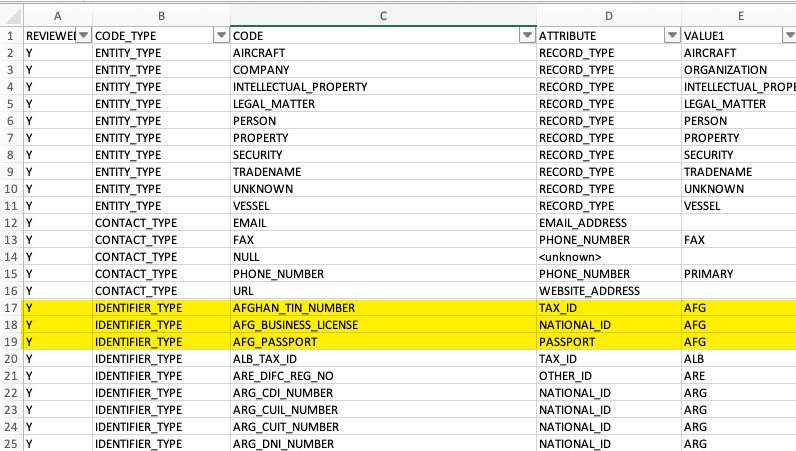 A B C D E
1 REVIEWE CODE_TYPE CODE ATTRIBUTE VALUE1
2 Y ENTITY_TYPE AIRCRAFT RECORD_TYPE AIRCRAFT
3 Y ENTITY_TYPE COMPANY RECORD_TYPE ORGANIZATION
4 Y ENTITY_TYPE INTELLECTUAL_PROPERTY RECORD_TYPE INTELLECTUAL_PROPE
5 Y ENTITY_TYPE LEGAL_MATTER RECORD_TYPE LEGAL_MATTER
6 Y ENTITY_TYPE PERSON RECORD_TYPE PERSON
7 Y ENTITY_TYPE PROPERTY RECORD_TYPE PROPERTY
8 Y ENTITY_TYPE SECURITY RECORD_TYPE SECURITY
9 Y ENTITY_TYPE TRADENAME RECORD_TYPE TRADENAME
10 Y ENTITY_TYPE UNKNOWN RECORD_TYPE UNKNOWN
11 Y ENTITY_TYPE VESSEL RECORD_TYPE VESSEL
12 Y CONTACT_TYPE EMAIL EMAIL_ADDRESS
13 Y CONTACT_TYPE FAX PHONE_NUMBER FAX
14 Y CONTACT_TYPE NULL <unknown>
15 Y CONTACT_TYPE PHONE_NUMBER PHONE_NUMBER PRIMARY
16 Y CONTACT_TYPE URL WEBSITE_ADDRESS
17 Y IDENTIFIER_TYPE AFGHAN_TIN_NUMBER TAX_ID AFG
18 Y IDENTIFIER_TYPE AFG_BUSINESS_LICENSE NATIONAL_ID AFG
19 Y IDENTIFIER_TYPE AFG_PASSPORT PASSPORT AFG
20 Y IDENTIFIER_TYPE ALB_TAX_ID TAX_ID ALB
21 Y IDENTIFIER_TYPE ARE_DIFC_REG_NO OTHER_ID ARE
22 Y IDENTIFIER_TYPE ARG_CDI_NUMBER NATIONAL_ID ARG
23 Y IDENTIFIER_TYPE ARG_CUIL_NUMBER NATIONAL_ID ARG
24 Y IDENTIFIER_TYPE ARG_CUIT_NUMBER NATIONAL_ID ARG
25 Y IDENTIFIER_TYPE ARG_DNI_NUMBER NATIONAL_ID ARG